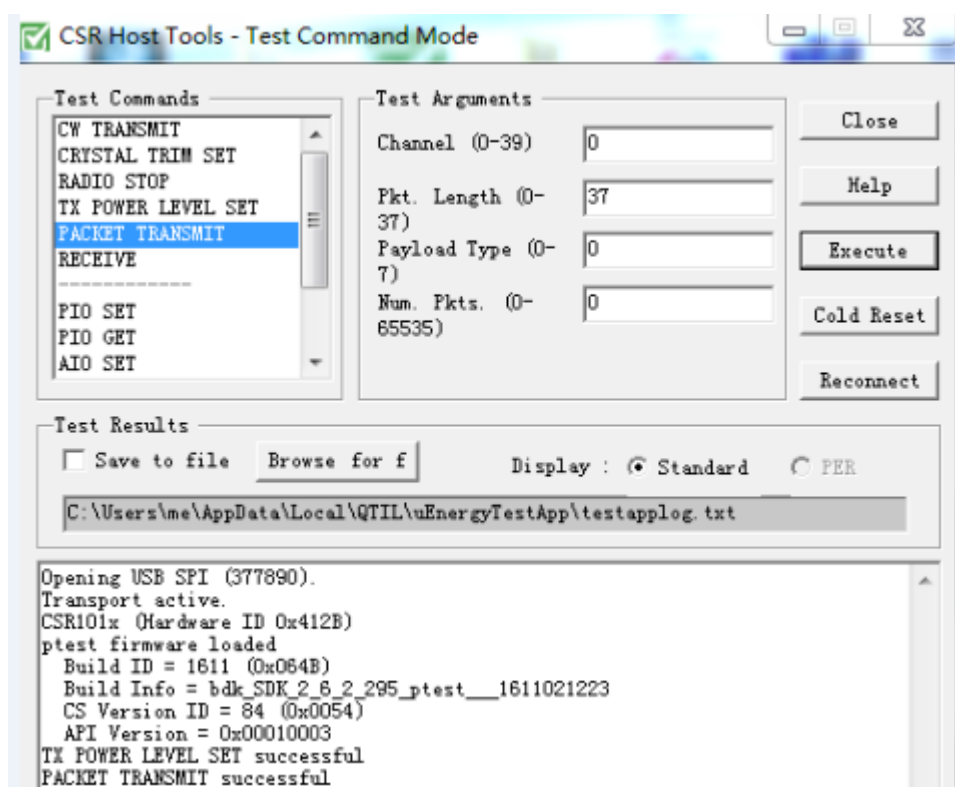 CSR Host Tools - Test Command Mode
Test Commands
CW TRANSMIT
CRYSTAL TRIM SET
RADIO STOP
TX POWER LEVEL SET
PACKET TRANSMIT
RECEIVE
------------
PIO SET
PIO GET
AIO SET
Test Arguments
Channel (0-39)
0
Pkt. Length (0-
37)
37
Payload Type (0-
7)
0
Num. Pkts. (0-
65535)
0
Close
Help
Execute
Cold Reset
Reconnect
Test Results
Save to file
Browse for f
Display :
Standard
PER
C:\Users\me\AppData\Local\QTIL\uEnergyTestApp\testapplog.txt
Opening USB SPI (377890).
Transport active.
CSR101x (Hardware ID 0x412B)
ptest firmware loaded
Build ID = 1611 (0x064B)
Build Info = bdk_SDK_2_6_2_295_ptest___1611021223
CS Version ID = 84 (0x0054)
API Version = 0x00010003
TX POWER LEVEL SET successful
PACKET TRANSMIT successful